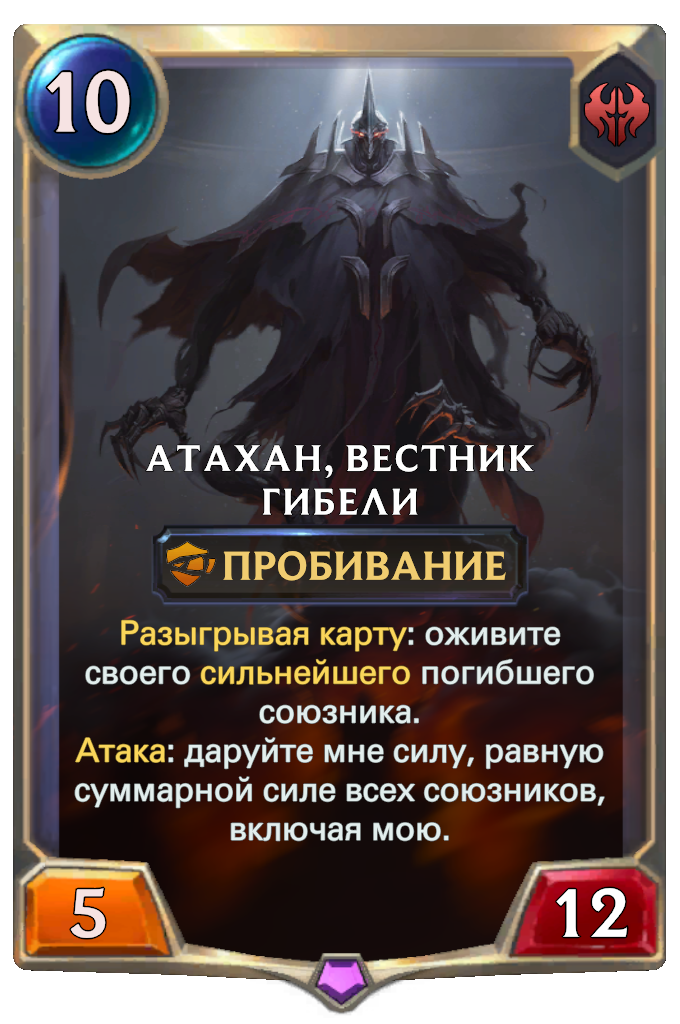 10
АТАХАН, ВЕСТНИК
ГИБЕЛИ
ПРОБИВАНИЕ
Разыгрывая карту: оживите
своего сильнейшего погибшего
союзника.
Атака: даруйте мне силу, равную
суммарной силе всех союзников,
включая мою.
5
12